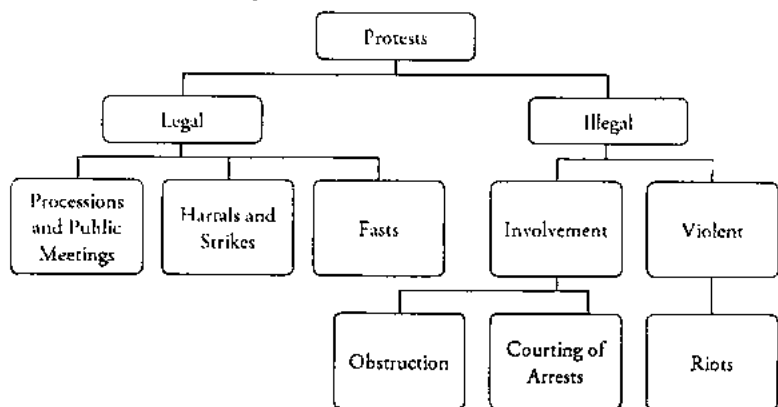 Protests
Legal
Illegal
Processions
and Public
Meetings
Hartals and
Strikes
Fasts
Involvement
Violent
Obstruction
Courting of
Arrests
Riots